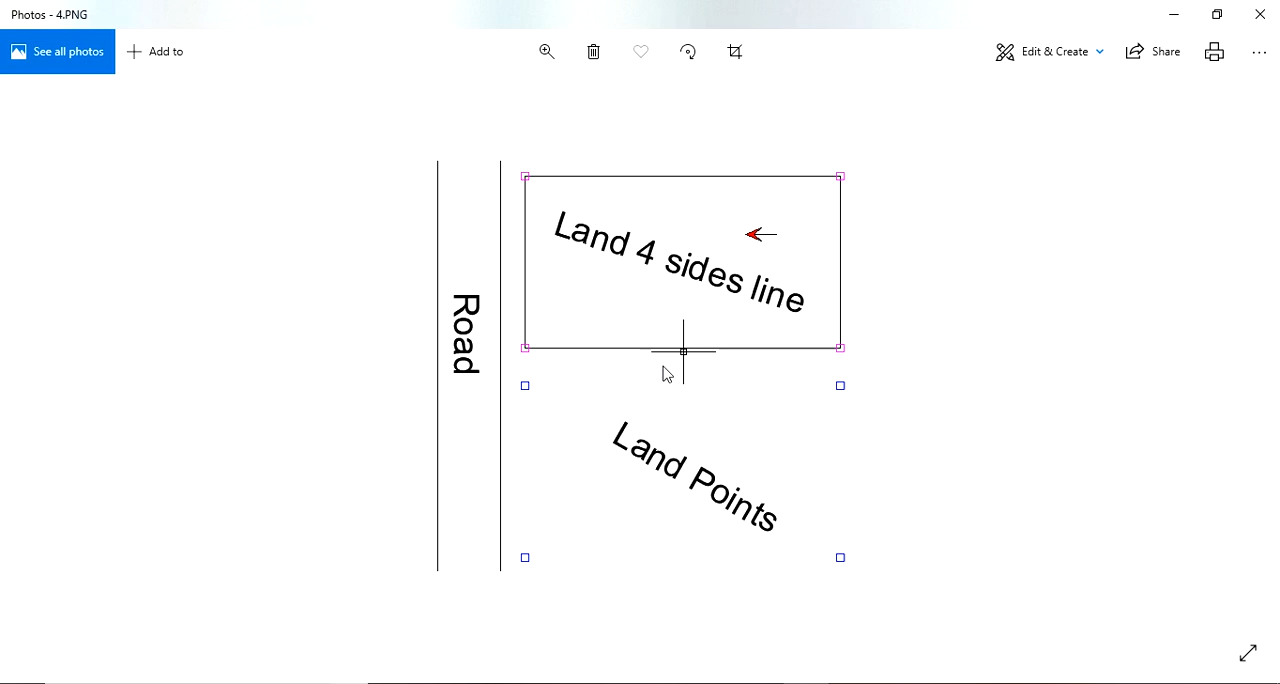 Photos - 4.PNG
See all photos
Add to
Edit & Create
Share
Land 4 sides line
Road
Land Points